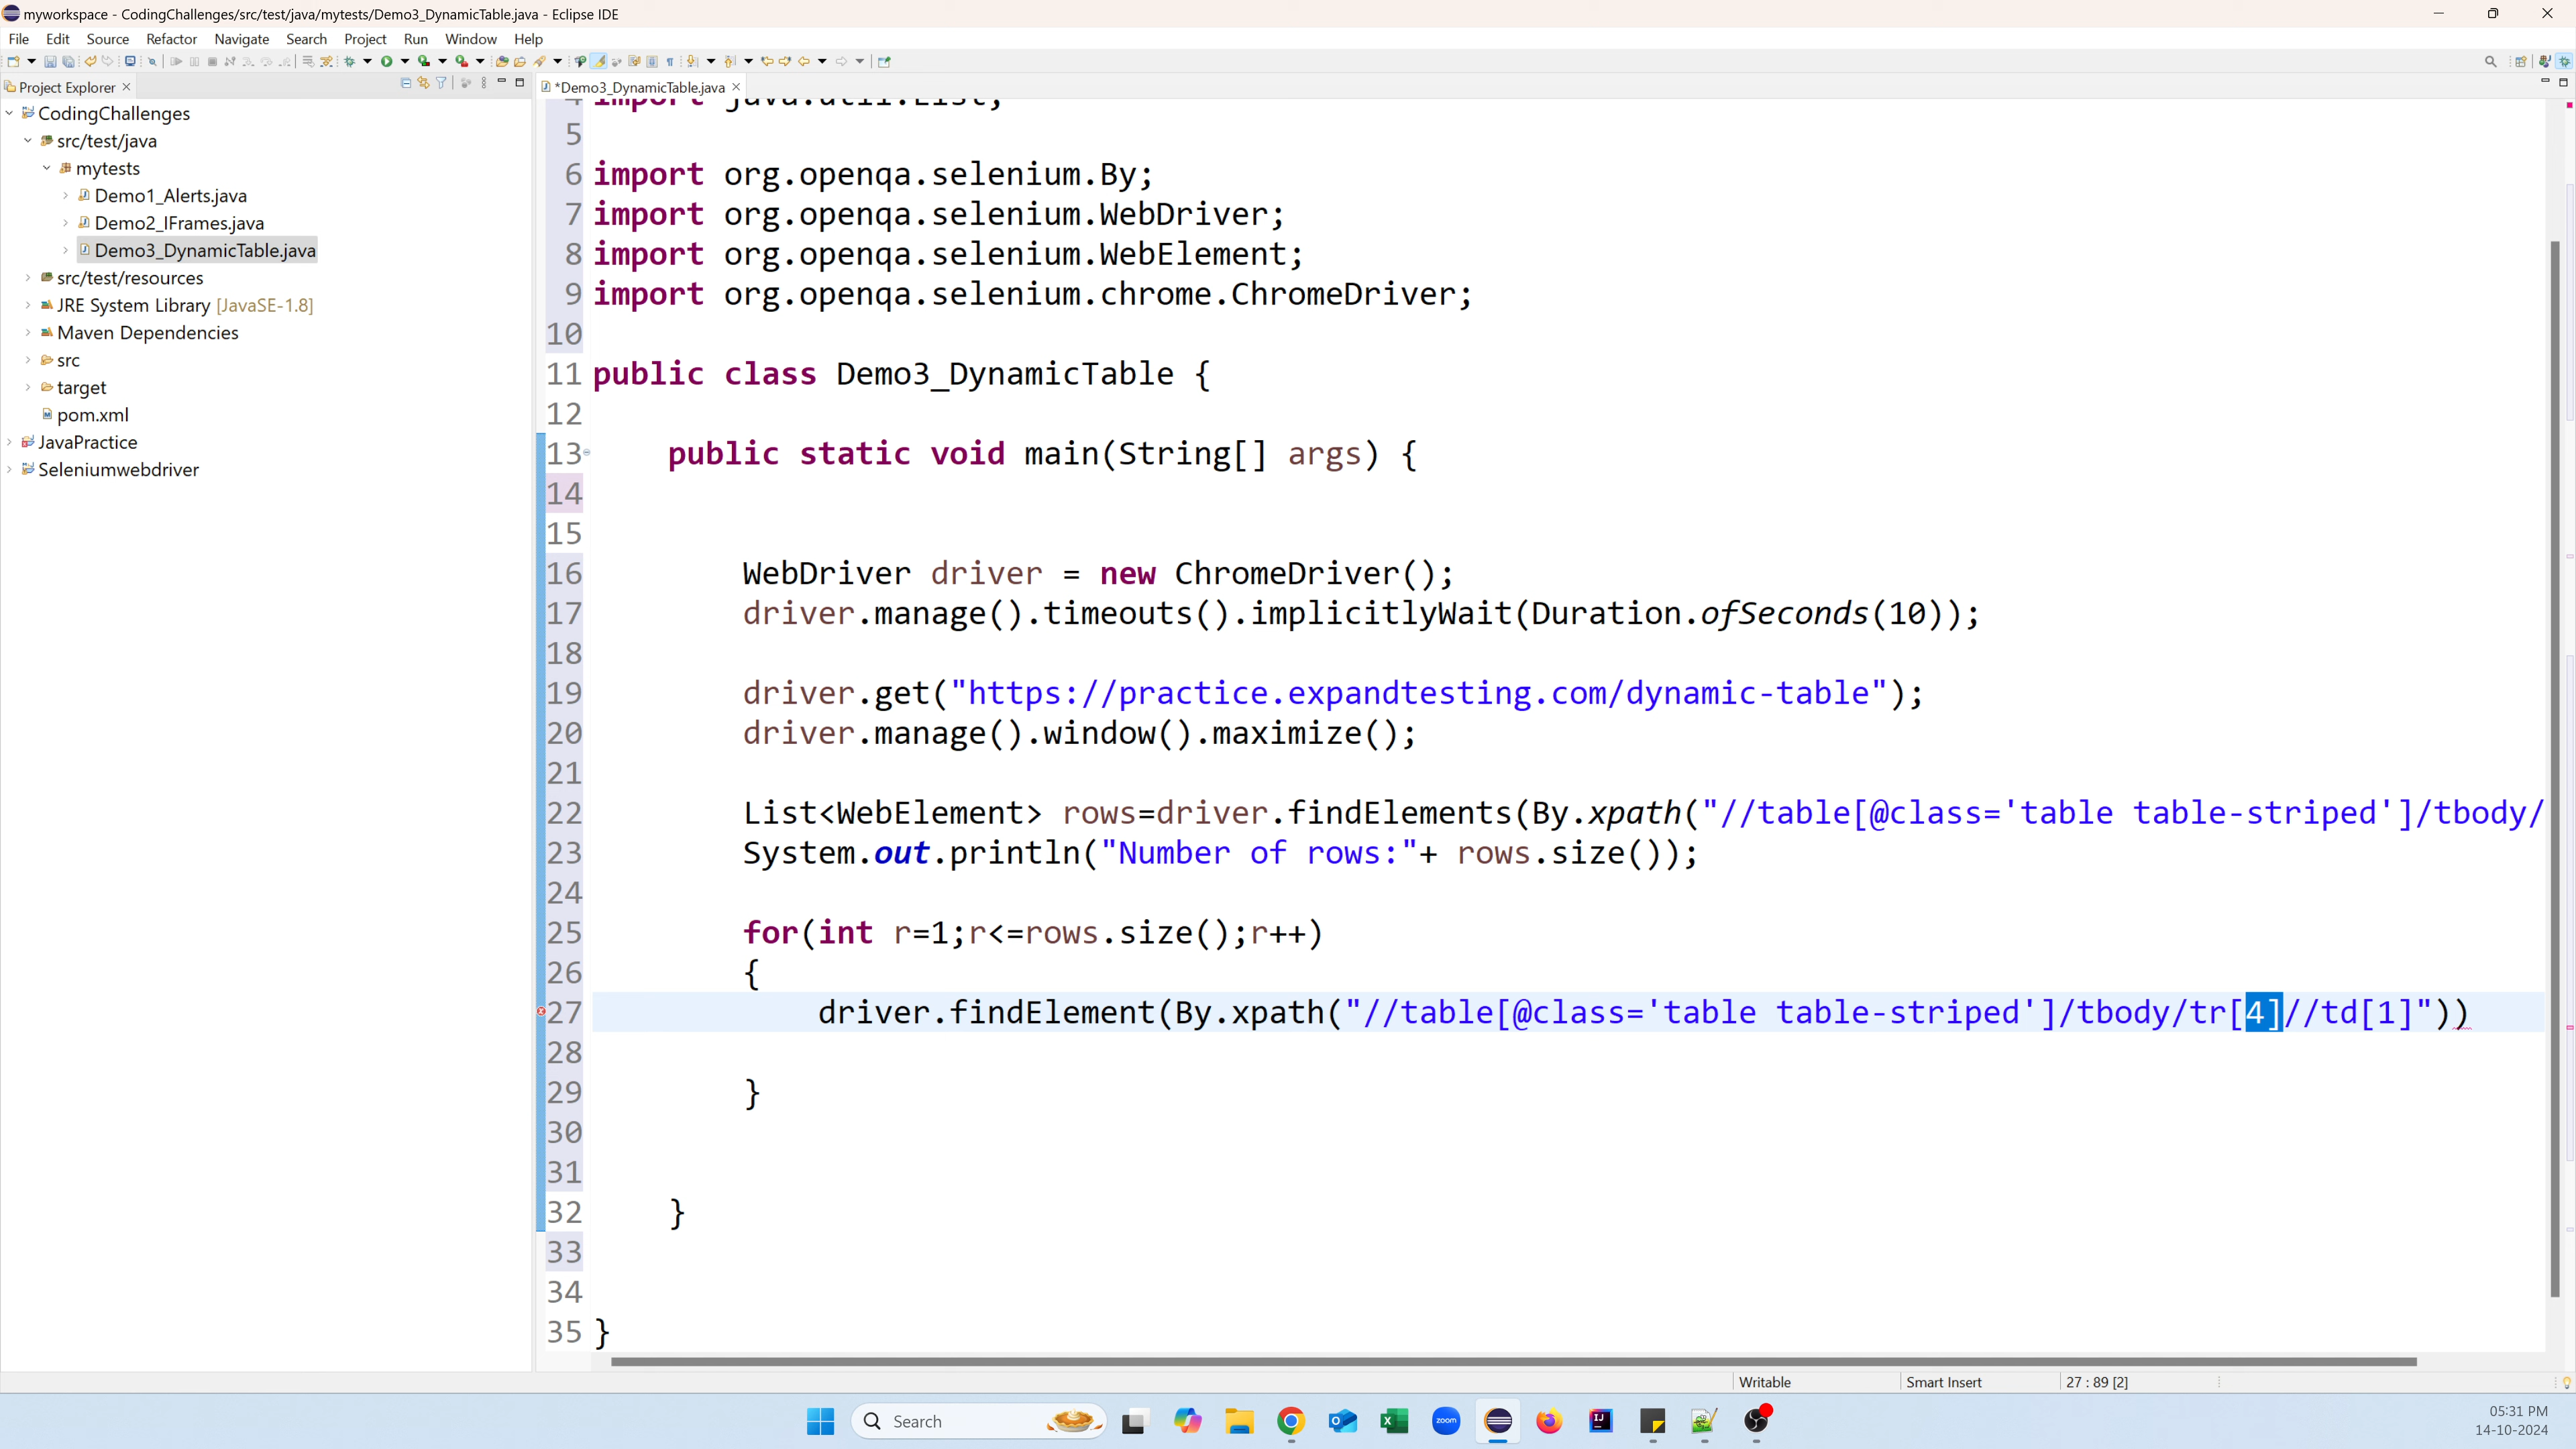 myworkspace - CodingChallenges/src/test/java/mytests/Demo3_DynamicTable.java - Eclipse IDE
File Edit Source Refactor Navigate Search Project Run Window Help
Project Explorer
*Demo3_DynamicTable.java
CodingChallenges
src/test/java
mytests
Demo1_Alerts.java
Demo2_IFrames.java
Demo3_DynamicTable.java
src/test/resources
JRE System Library [JavaSE-1.8]
Maven Dependencies
src
target
pom.xml
JavaPractice
Seleniumwebdriver
4 import java.util.List;
5
6 import org.openqa.selenium.By;
7 import org.openqa.selenium.WebDriver;
8 import org.openqa.selenium.WebElement;
9 import org.openqa.selenium.chrome.ChromeDriver;
10
11 public class Demo3_DynamicTable {
12
13 public static void main(String[] args) {
14
15
16 WebDriver driver = new ChromeDriver();
17 driver.manage().timeouts().implicitlyWait(Duration.ofSeconds(10));
18
19 driver.get("https://practice.expandtesting.com/dynamic-table");
20 driver.manage().window().maximize();
21
22 List<WebElement> rows=driver.findElements(By.xpath("//table[@class='table table-striped']/tbody/
23 System.out.println("Number of rows:"+ rows.size());
24
25 for(int r=1;r<=rows.size();r++)
26 {
27 driver.findElement(By.xpath("//table[@class='table table-striped']/tbody/tr[4]//td[1]"))
28
29 }
30
31
32 }
33
34
35 }
Writable Smart Insert 27 : 89 [2]
Search
zoom
05:31 PM
14-10-2024